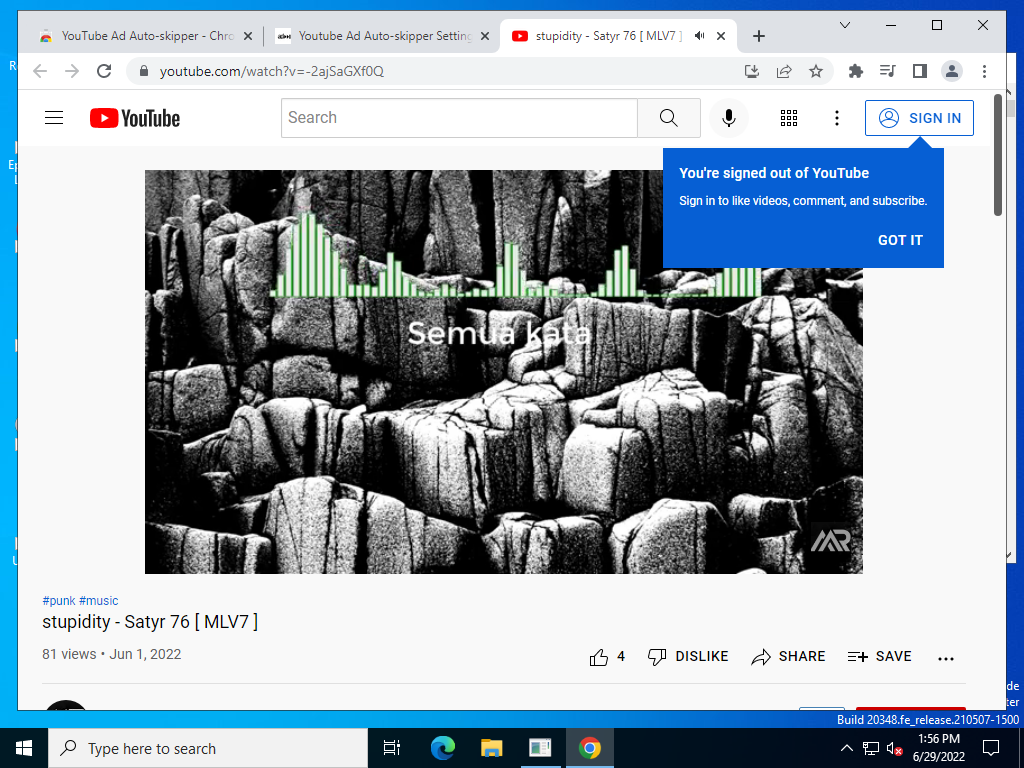 YouTube Ad Auto-skipper - Chro
Youtube Ad Auto-skipper Setting
stupidity - Satyr 76 [ MLV7 ]
youtube.com/watch?v=-2ajSaGXf0Q
YouTube
Search
SIGN IN
You're signed out of YouTube
Sign in to like videos, comment, and subscribe.
GOT IT
Semua kata
#punk #music
stupidity - Satyr 76 [ MLV7 ]
81 views • Jun 1, 2022
4
DISLIKE
SHARE
SAVE
Build 20348.fe_release.210507-1500
Type here to search
1:56 PM
6/29/2022